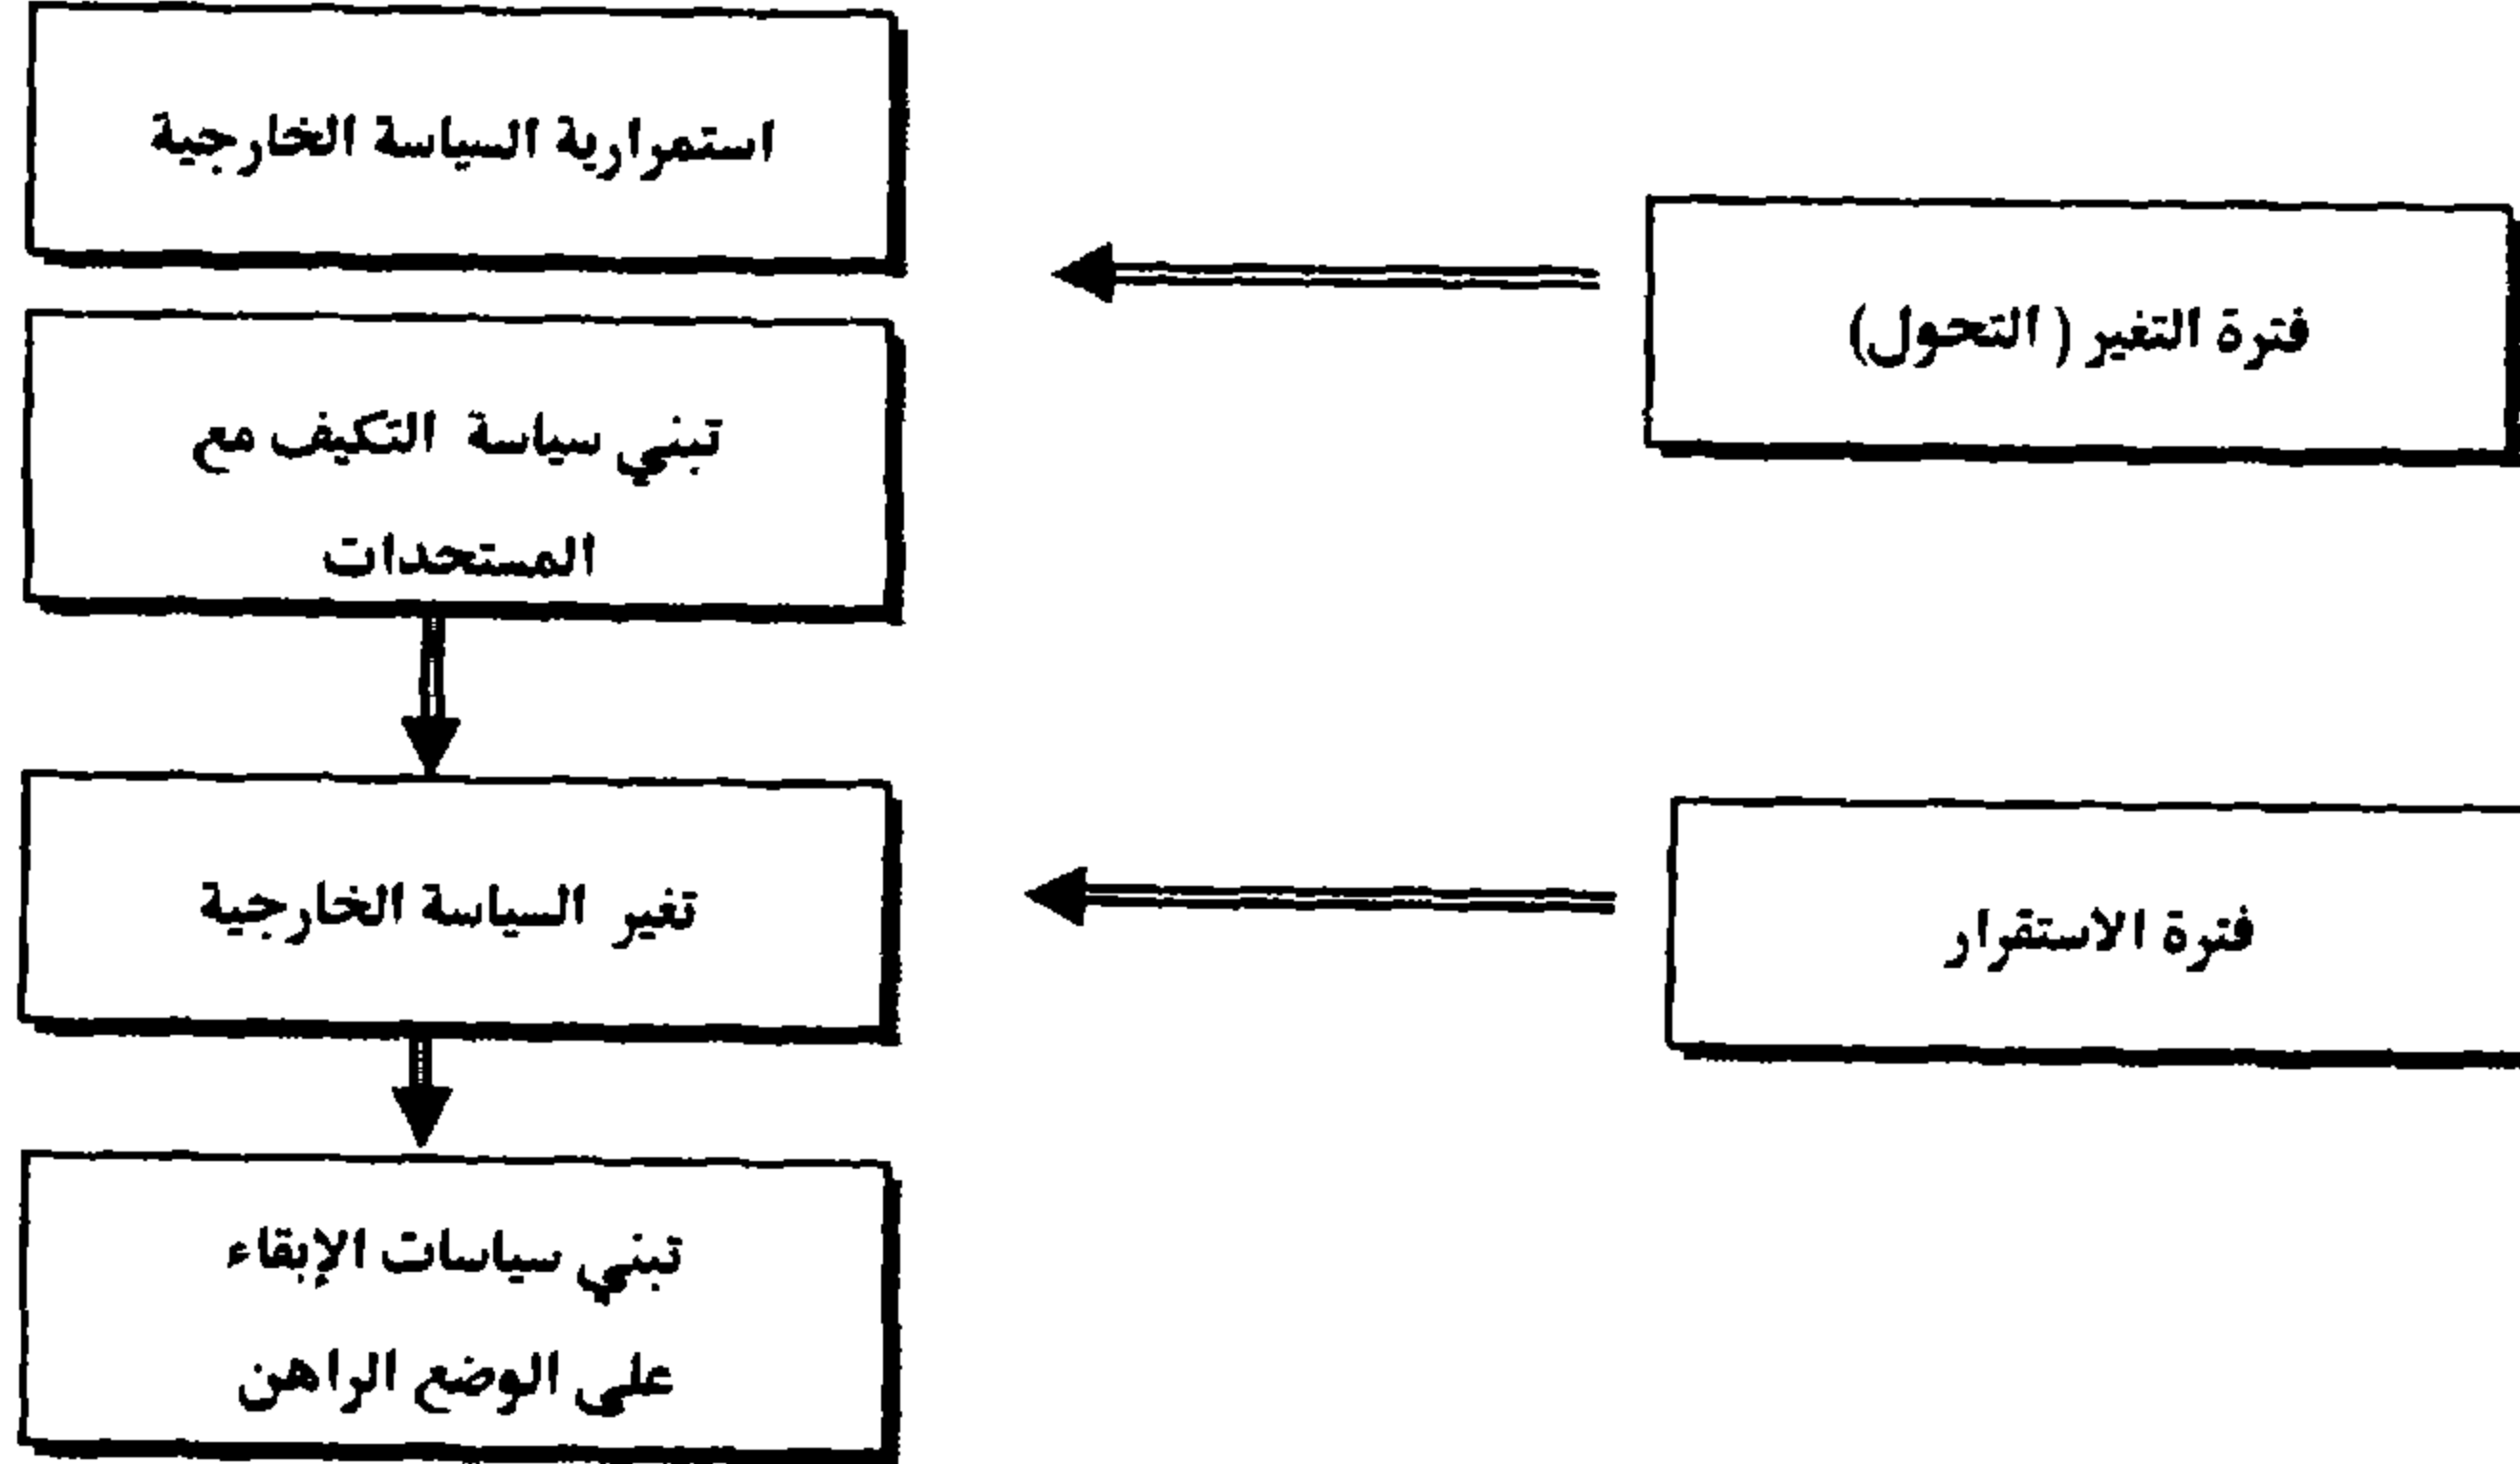 استمرارية السياسة الخارجية
فترة التغير ( التحول)
تبني سياسة التكيف مع
المستجدات
تغير السياسة الخارجية
فترة الاستقرار
تبني سياسات الإبقاء
على الوضع الراهن